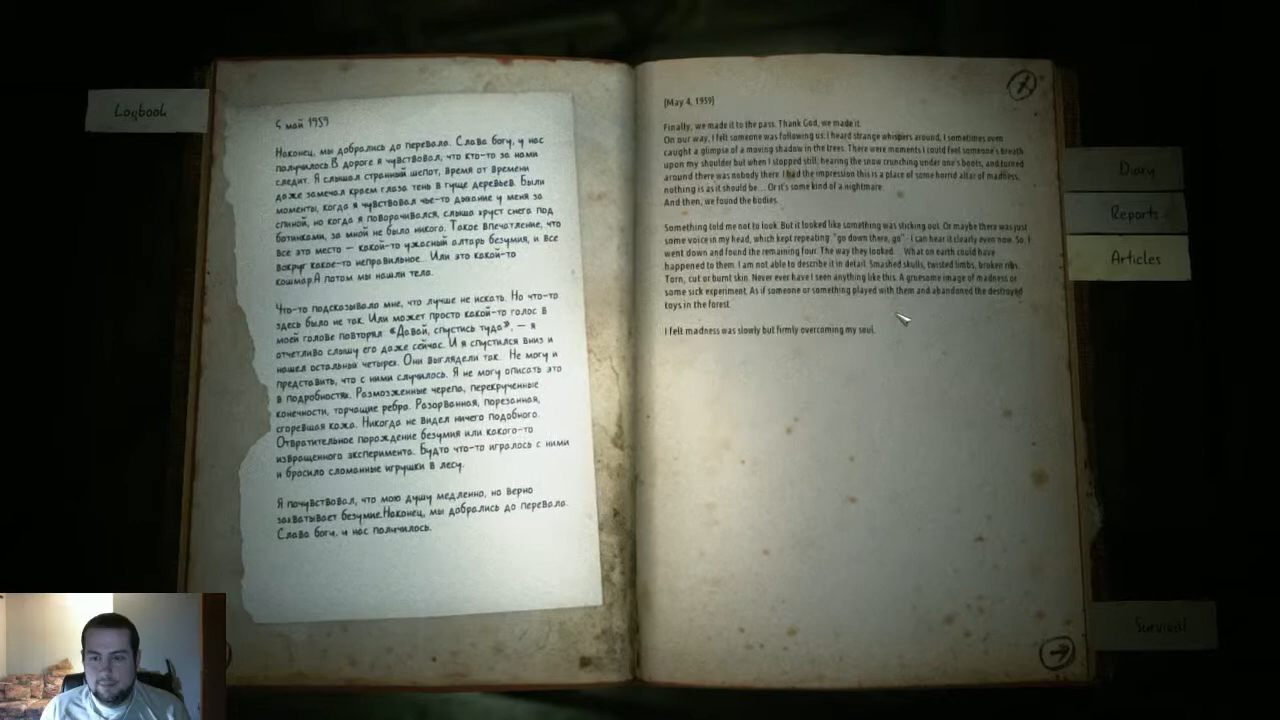 Logbook
5 май 1959
Наконец, мы добрались до перевала. Слава богу, у нас
получилось.В дороге я чувствовал, что кто-то за нами
следит. Я слышал странный шепот, время от времени
даже замечал краем глаза тень в гуще деревьев. Были
моменты, когда я чувствовал чье-то дыхание у меня за
спиной, но когда я поворачивался, слыша хруст снега под
ботинками, за мной не было никого. Такое впечатление, что
все это место — какой-то ужасный алтарь безумия, и все
вокруг какое-то неправильное... Или это какой-то
кошмар.А потом мы нашли тела.
Что-то подсказывало мне, что лучше не искать. Но что-то
здесь было не так. Или может просто какой-то голос в
моей голове повторял: «Давай, спустись туда», — я
отчетливо слышу его даже сейчас. И я спустился вниз и
нашел остальных четырех. Они выглядели так... Не могу и
представить, что с ними случилось. Я не могу описать это
в подробностях. Размозженные черепа, перекрученные
конечности, торчащие ребра. Разорванная, порезанная,
сгоревшая кожа. Никогда не видел ничего подобного.
Отвратительное порождение безумия или какого-то
извращенного эксперимента. Будто что-то игралось с ними
и бросило сломанные игрушки в лесу.
Я почувствовал, что мою душу медленно, но верно
захватывает безумие.Наконец, мы добрались до перевала.
Слава богу, у нас получилось.
[May 4, 1959]
Finally, we made it to the pass. Thank God, we made it.
On our way, I felt someone was following us: I heard strange whispers around, I sometimes even
caught a glimpse of a moving shadow in the trees. There were moments I could feel someone's breath
upon my shoulder but when I stopped still, hearing the snow crunching under one's boots, and turned
around there was nobody there. I had the impression this is a place of some horrid altar of madness,
nothing is as it should be... Or it's some kind of a nightmare.
And then, we found the bodies.
Something told me not to look. But it looked like something was sticking out. Or maybe there was just
some voice in my head, which kept repeating: "go down there, go" - I can hear it clearly even now. So, I
went down and found the remaining four. The way they looked... What on earth could have
happened to them. I am not able to describe it in detail. Smashed skulls, twisted limbs, broken ribs.
Torn, cut or burnt skin. Never ever have I seen anything like this. A gruesome image of madness or
some sick experiment. As if someone or something played with them and abandoned the destroyed
toys in the forest.
I felt madness was slowly but firmly overcoming my soul.
Diary
Reports
Articles
Survival